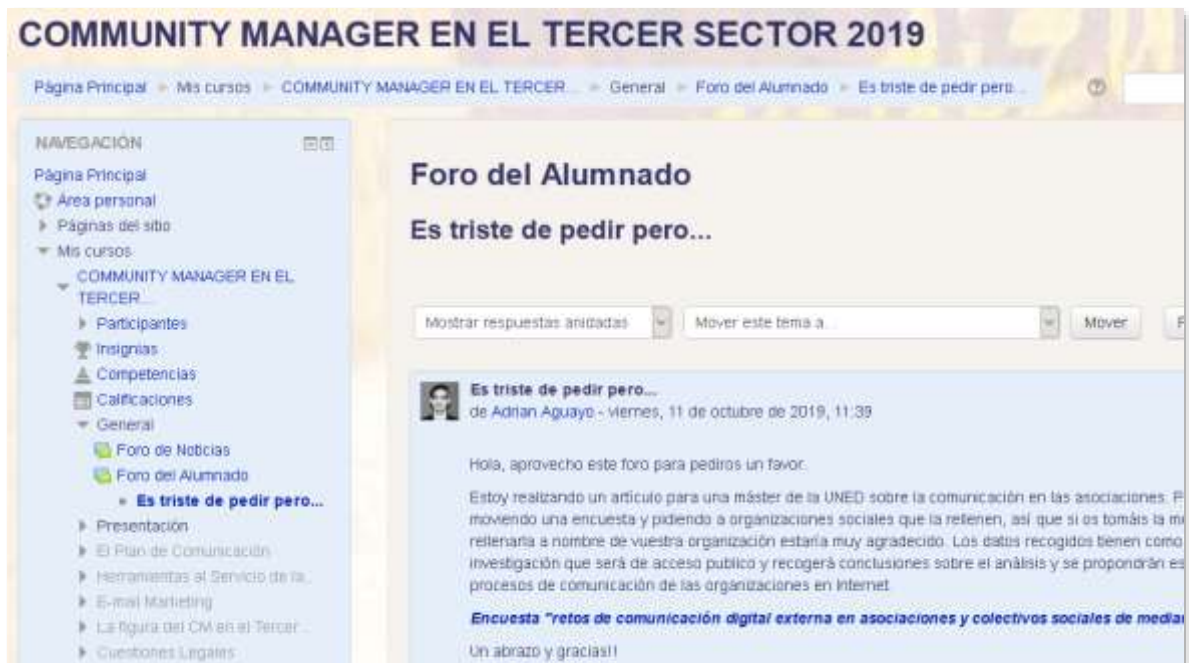 COMMUNITY MANAGER EN EL TERCER SECTOR 2019
Página Principal Mis cursos COMMUNITY MANAGER EN EL TERCER... General Foro del Alumnado Es triste de pedir pero...
NAVEGACIÓN
Página Principal
Área personal
Páginas del sitio
Mis cursos
COMMUNITY MANAGER EN EL
TERCER...
Participantes
Insignias
Competencias
Calificaciones
General
Foro de Noticias
Foro del Alumnado
Es triste de pedir pero...
Presentación
El Plan de Comunicación
Herramientas al Servicio de la...
E-mail Marketing
La figura del CM en el Tercer...
Cuestiones Legales
Foro del Alumnado
Es triste de pedir pero...
Mostrar respuestas anidadas Mover este tema a... Mover
Es triste de pedir pero...
de Adrian Aguayo - viernes, 11 de octubre de 2019, 11:39
Hola, aprovecho este foro para pediros un favor.
Estoy realizando un artículo para una máster de la UNED sobre la comunicación en las asociaciones.
moviendo una encuesta y pidiendo a organizaciones sociales que la rellenen, así que si os tomáis la
rellenarla a nombre de vuestra organización estaría muy agradecido. Los datos recogidos tienen como
investigación que será de acceso publico y recogerá conclusiones sobre el análisis y se propondrán
procesos de comunicación de las organizaciones en Internet.
Encuesta "retos de comunicación digital externa en asociaciones y colectivos sociales de
Un abrazo y gracias!!